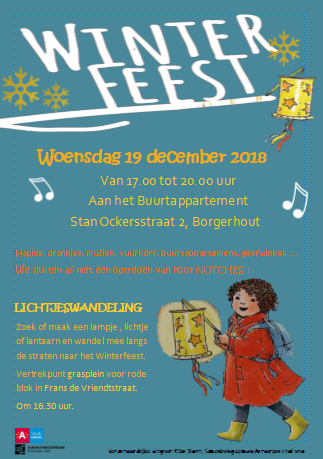 WINTER
FEEST
Woensdag 19 december 2018
Van 17.00 tot 20.00 uur
Aan het Buurtappartement
Stan Ockersstraat 2, Borgerhout
Hapjes, drankjes, muziek, vuurkorf, buurtappartement, geefwinkel, ...
We sluiten af met een optreden van koor NOTCHES !
LICHTJESWANDELING
Zoek of maak een lampje , lichtje
of lantaarn en wandel mee langs
de straten naar het Winterfeest.
Vertrekpunt grasplein voor rode
blok in Frans de Vriendtstraat.
Om 16.30 uur.
A